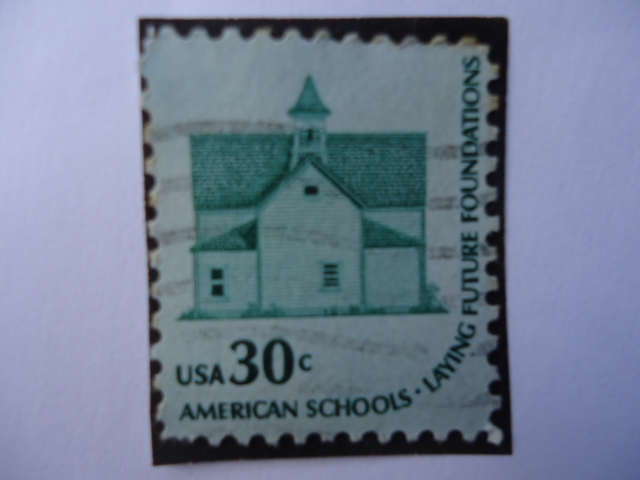 USA 30c
AMERICAN SCHOOLS · LAYING FUTURE FOUNDATIONS